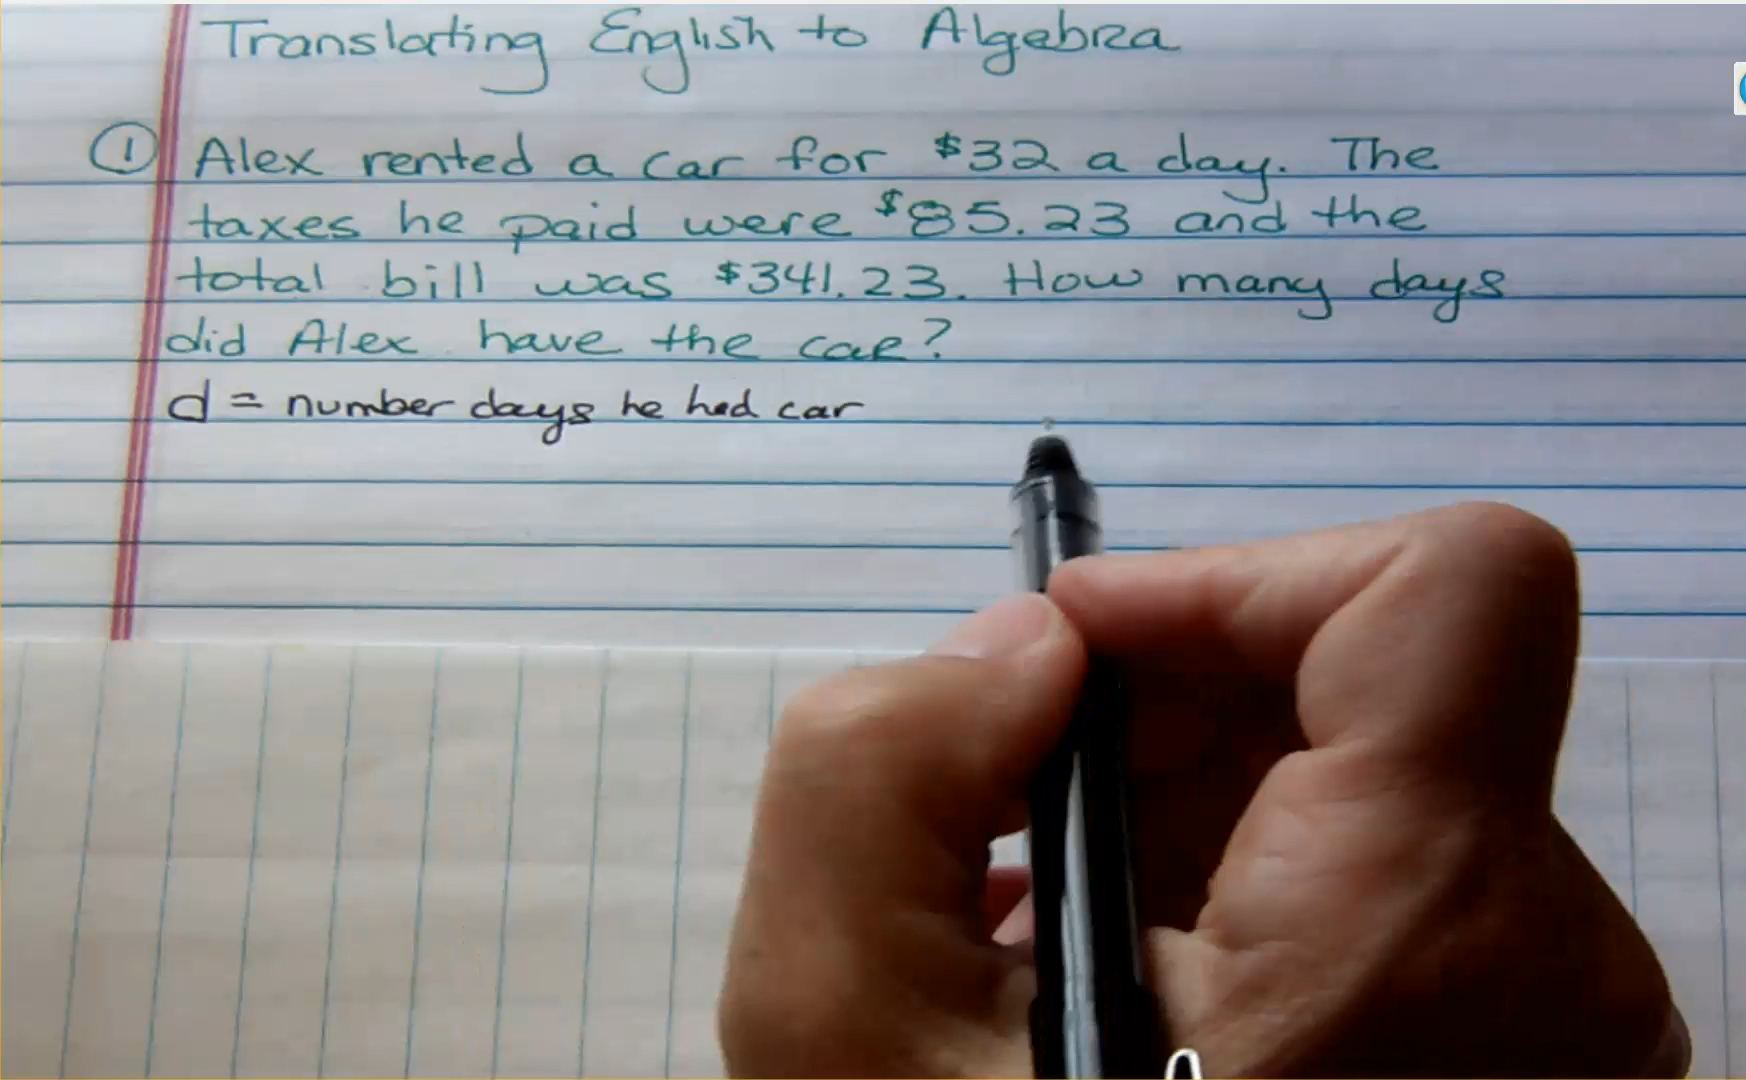 Translating English to Algebra
① Alex rented a car for $32 a day. The
taxes he paid were $85.23 and the
total bill was $341.23. How many days
did Alex have the car?
d = number days he had car